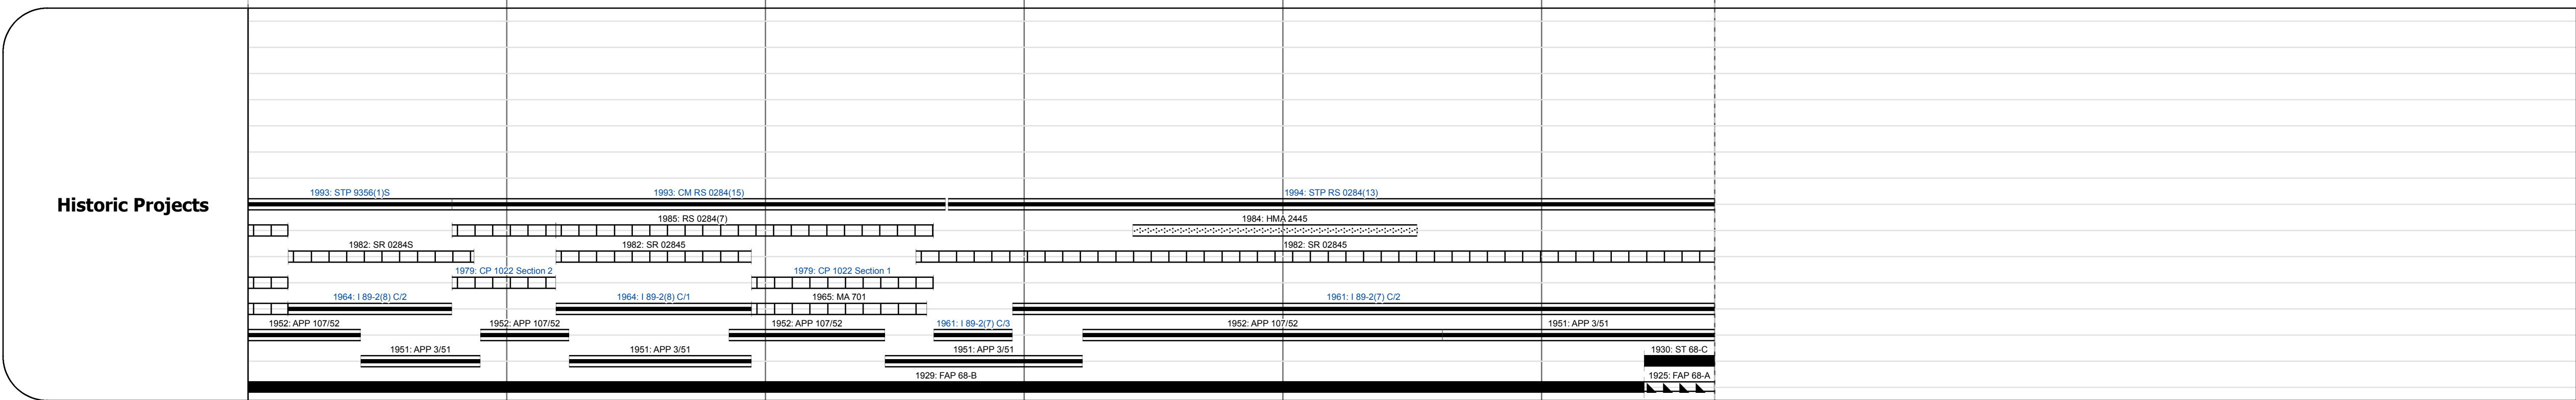 1993: STP 9356(1)S
1993: CM RS 0284(15)
1994: STP RS 0284(13)
1985: RS 0284(7)
1984: HMA 2445
1982: SR 0284S
1982: SR 02845
1982: SR 02845
1979: CP 1022 Section 2
1979: CP 1022 Section 1
1964: I 89-2(8) C/2
1964: I 89-2(8) C/1
1965: MA 701
1961: I 89-2(7) C/2
1952: APP 107/52
1952: APP 107/52
1952: APP 107/52
1961: I 89-2(7) C/3
1952: APP 107/52
1951: APP 3/51
1951: APP 3/51
1951: APP 3/51
1951: APP 3/51
1930: ST 68-C
1929: FAP 68-B
1925: FAP 68-A
Historic Projects